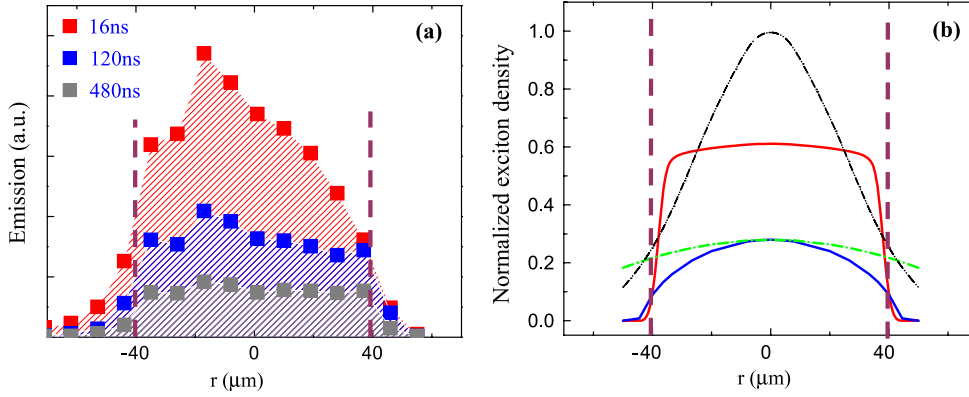 (a)
16ns
120ns
480ns
Emission (a.u.)
-40
0
40
r (μm)
(b)
Normalized exciton density
1.0
0.8
0.6
0.4
0.2
0.0
-40
0
40
r (μm)